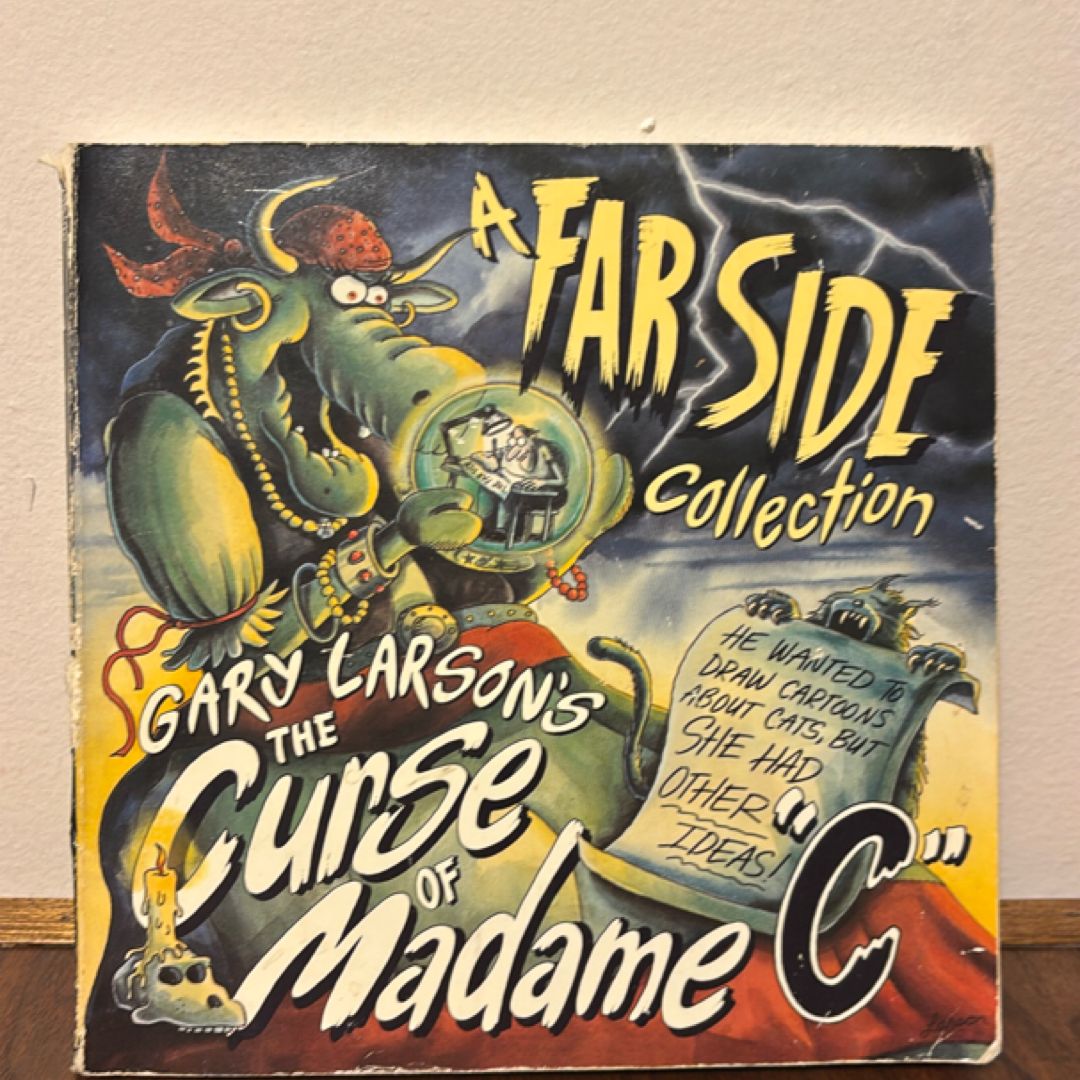 A FAR SIDE
Collection
GARY LARSON'S
THE
Curse
OF
Madame
"C"
HE WANTED TO
DRAW CARTOONS
ABOUT CATS, BUT
SHE HAD
OTHER
IDEAS!
Larson